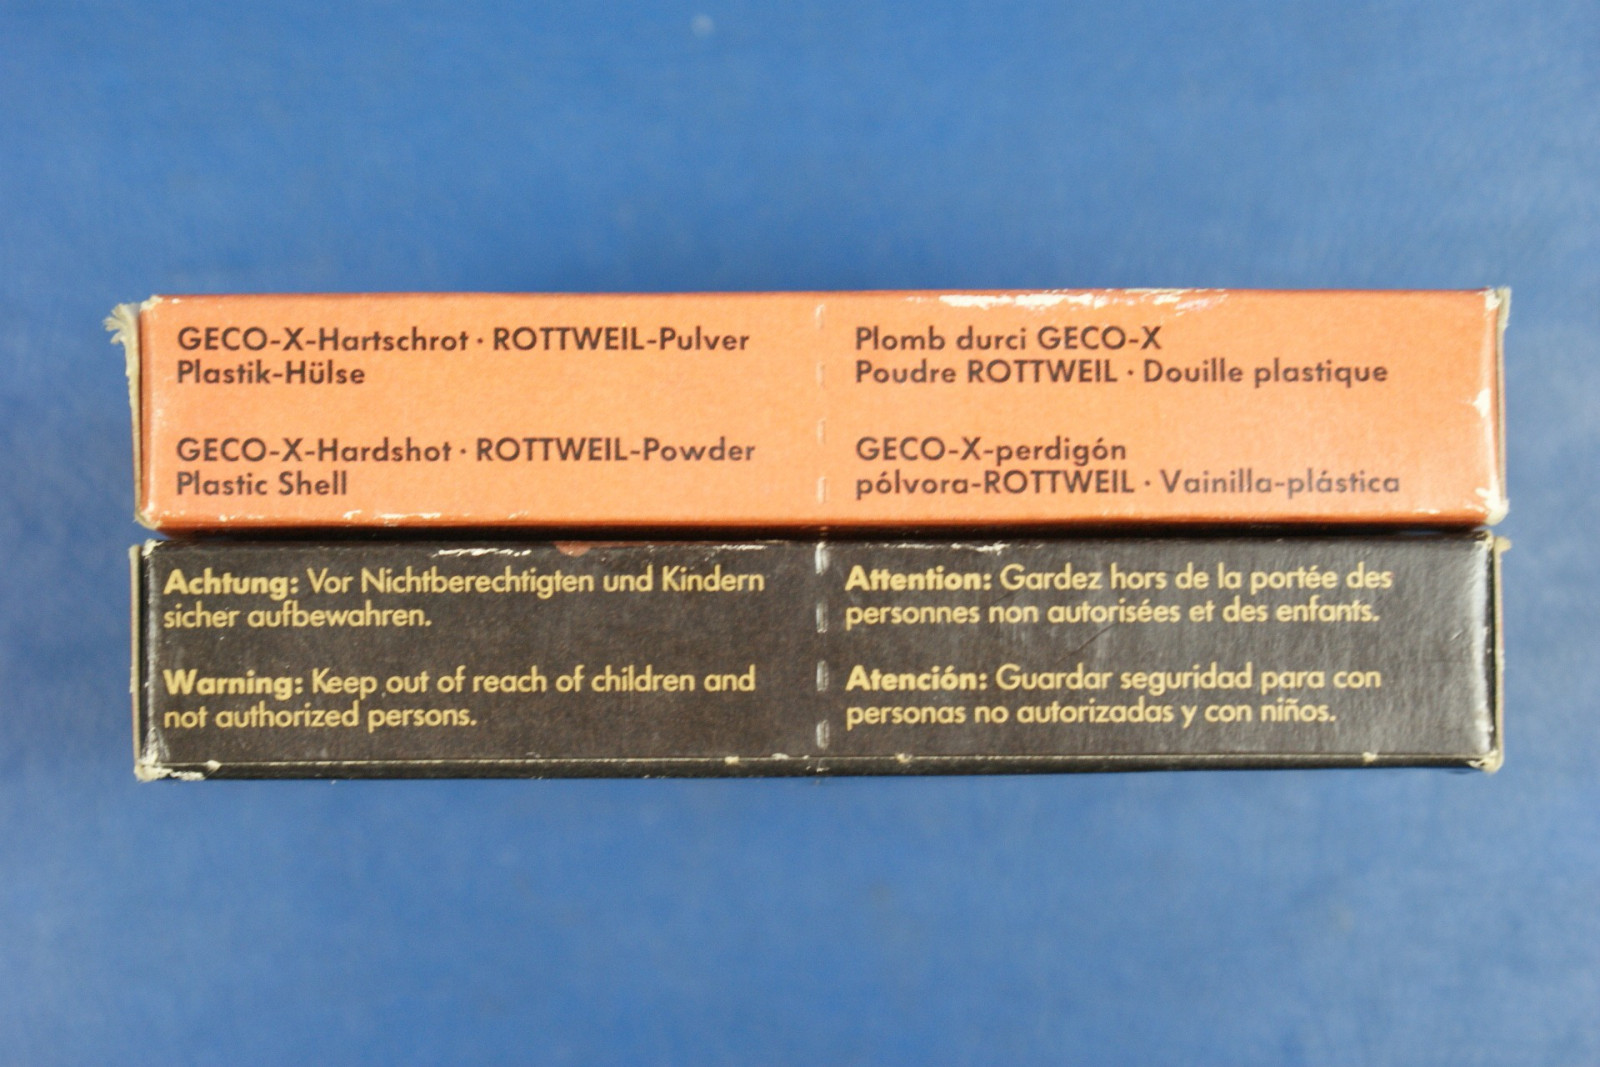 GECO-X-Hartschrot · ROTTWEIL-Pulver
Plastik-Hülse
GECO-X-Hardshot · ROTTWEIL-Powder
Plastic Shell
Plomb durci GECO-X
Poudre ROTTWEIL · Douille plastique
GECO-X-perdigón
pólvora-ROTTWEIL · Vainilla-plástica
Achtung: Vor Nichtberechtigten und Kindern
sicher aufbewahren.
Warning: Keep out of reach of children and
not authorized persons.
Attention: Gardez hors de la portée des
personnes non autorisées et des enfants.
Atención: Guardar seguridad para con
personas no autorizadas y con niños.